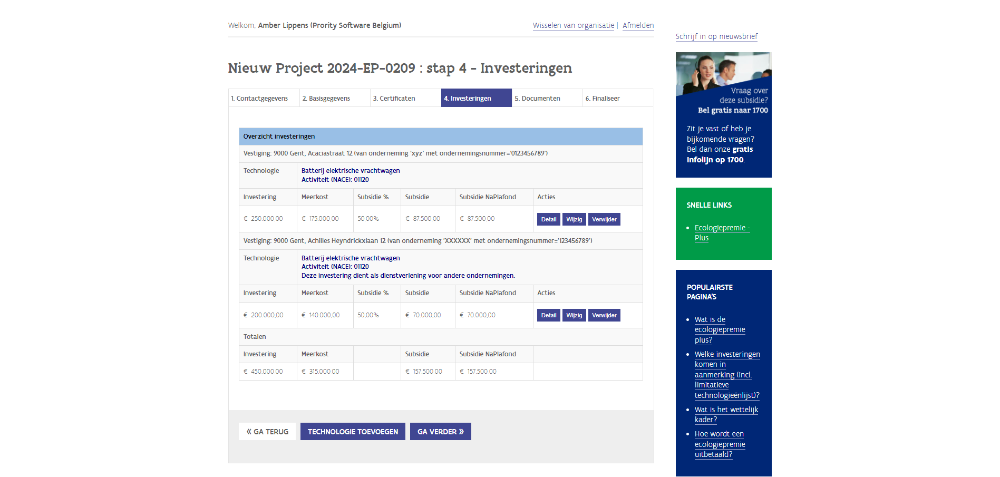 Welkom, Amber Lippens (Prority Software Belgium)
Wisselen van organisatie | Afmelden
Nieuw Project 2024-EP-0209 : stap 4 - Investeringen
1. Contactgegevens 2. Basisgegevens 3. Certificaten 4. Investeringen 5. Documenten 6. Finaliseer
Overzicht investeringen
Vestiging: 9000 Gent, Acaciastraat 12 (van onderneming 'xyz' met ondernemingsnummer='0123456789')
Technologie Batterij elektrische vrachtwagen
Activiteit (NACE): 01120
Investering Meerkost Subsidie % Subsidie Subsidie NaPlafond Acties
€ 250.000,00 € 175.000,00 50,00% € 87.500,00 € 87.500,00 Detail Wijzig Verwijder
Vestiging: 9000 Gent, Achilles Heyndrickxlaan 12 (van onderneming 'XXXXXX' met ondernemingsnummer='123456789')
Technologie Batterij elektrische vrachtwagen
Activiteit (NACE): 01120
Deze investering dient als dienstverlening voor andere ondernemingen.
Investering Meerkost Subsidie % Subsidie Subsidie NaPlafond Acties
€ 200.000,00 € 140.000,00 50,00% € 70.000,00 € 70.000,00 Detail Wijzig Verwijder
Totalen
Investering Meerkost Subsidie Subsidie NaPlafond
€ 450.000,00 € 315.000,00 € 157.500,00 € 157.500,00
« GA TERUG TECHNOLOGIE TOEVOEGEN GA VERDER »
Schrijf in op nieuwsbrief
Vraag over
deze subsidie?
Bel gratis naar 1700
Zit je vast of heb je
bijkomende vragen?
Bel dan onze gratis
infolijn op 1700.
SNELLE LINKS
• Ecologiepremie -
Plus
POPULAIRSTE
PAGINA'S
• Wat is de
ecologiepremie
plus?
• Welke investeringen
komen in
aanmerking (incl.
limitatieve
technologieënlijst)?
• Wat is het wettelijk
kader?
• Hoe wordt een
ecologiepremie
uitbetaald?